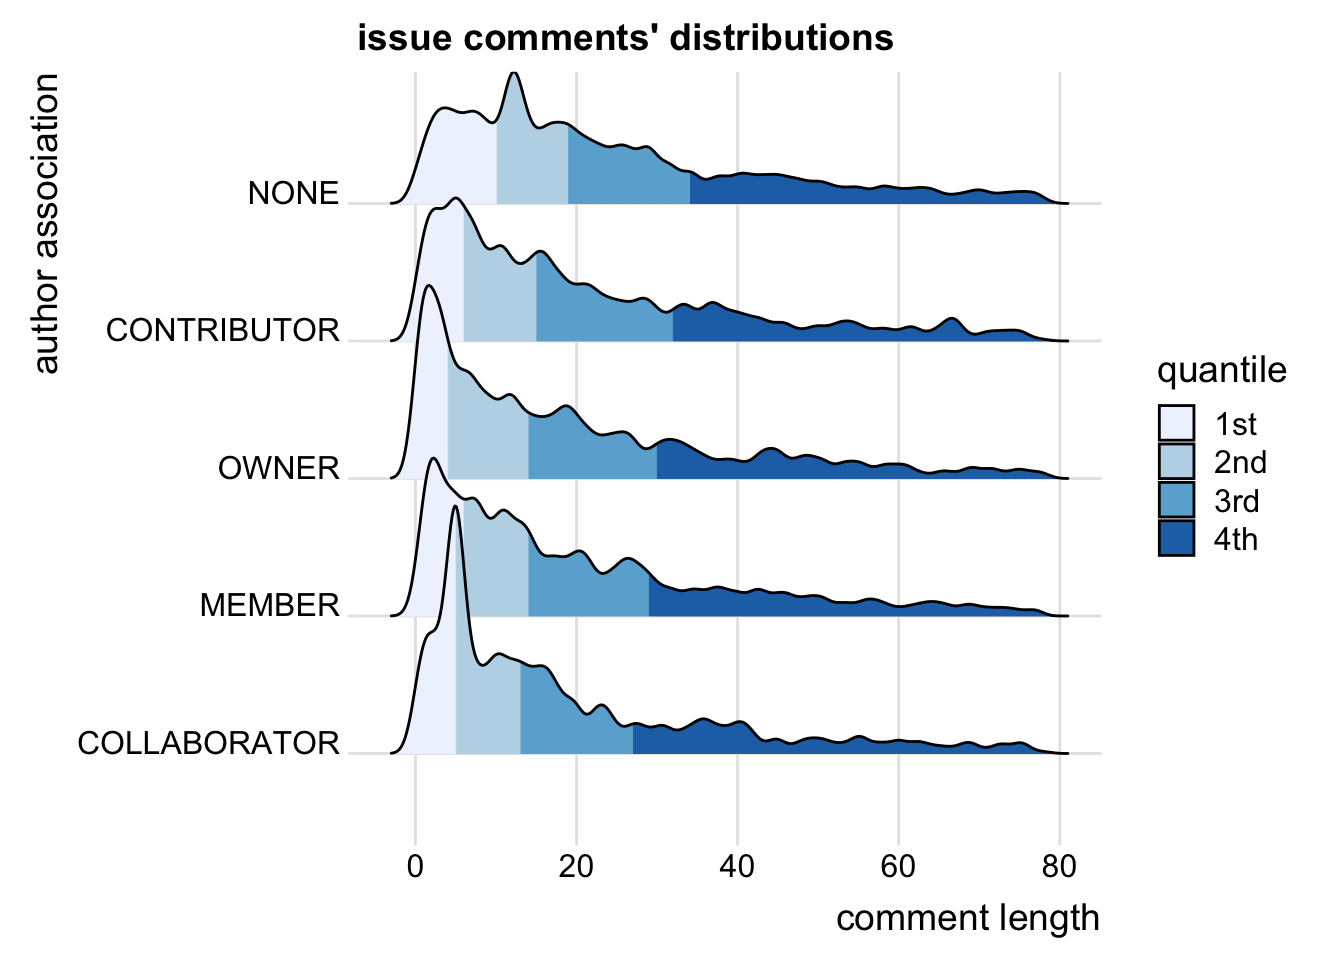 issue comments' distributions
author association
NONE
CONTRIBUTOR
OWNER
MEMBER
COLLABORATOR
0 20 40 60 80
comment length
quantile
1st
2nd
3rd
4th